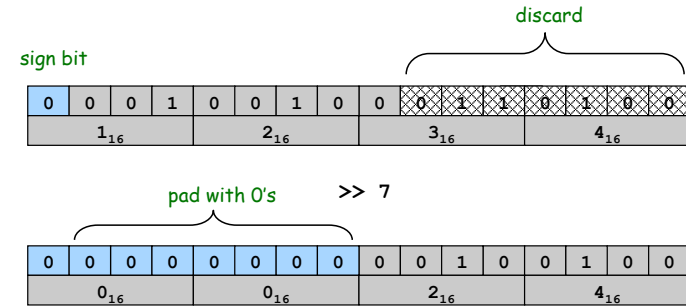 discard
sign bit
0 0 0 1 0 0 1 0 0 0 1 1 0 1 0 0
1₁₆ 2₁₆ 3₁₆ 4₁₆
pad with 0's >> 7
0 0 0 0 0 0 0 0 0 0 1 0 0 1 0 0
0₁₆ 0₁₆ 2₁₆ 4₁₆